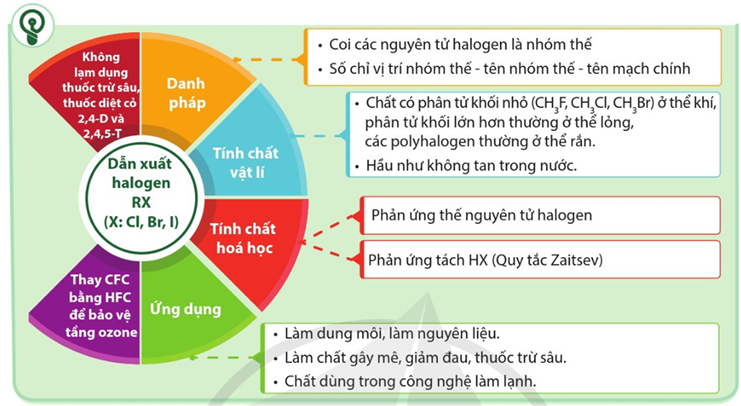 Không
lạm dụng
thuốc trừ sâu,
thuốc diệt cỏ
2,4-D và
2,4,5-T
Danh
pháp
• Coi các nguyên tử halogen là nhóm thế
• Số chỉ vị trí nhóm thế - tên nhóm thế - tên mạch chính
Tính chất
vật lí
• Chất có phân tử khối nhỏ (CH₃F, CH₃Cl, CH₃Br) ở thể khí,
phân tử khối lớn hơn thường ở thể lỏng,
các polyhalogen thường ở thể rắn.
• Hầu như không tan trong nước.
Dẫn xuất
halogen
RX
(X: Cl, Br, I)
Tính chất
hoá học
Phản ứng thế nguyên tử halogen
Phản ứng tách HX (Quy tắc Zaitsev)
Thay CFC
bằng HFC
để bảo vệ
tầng ozone
Ứng dụng
• Làm dung môi, làm nguyên liệu.
• Làm chất gây mê, giảm đau, thuốc trừ sâu.
• Chất dùng trong công nghệ làm lạnh.